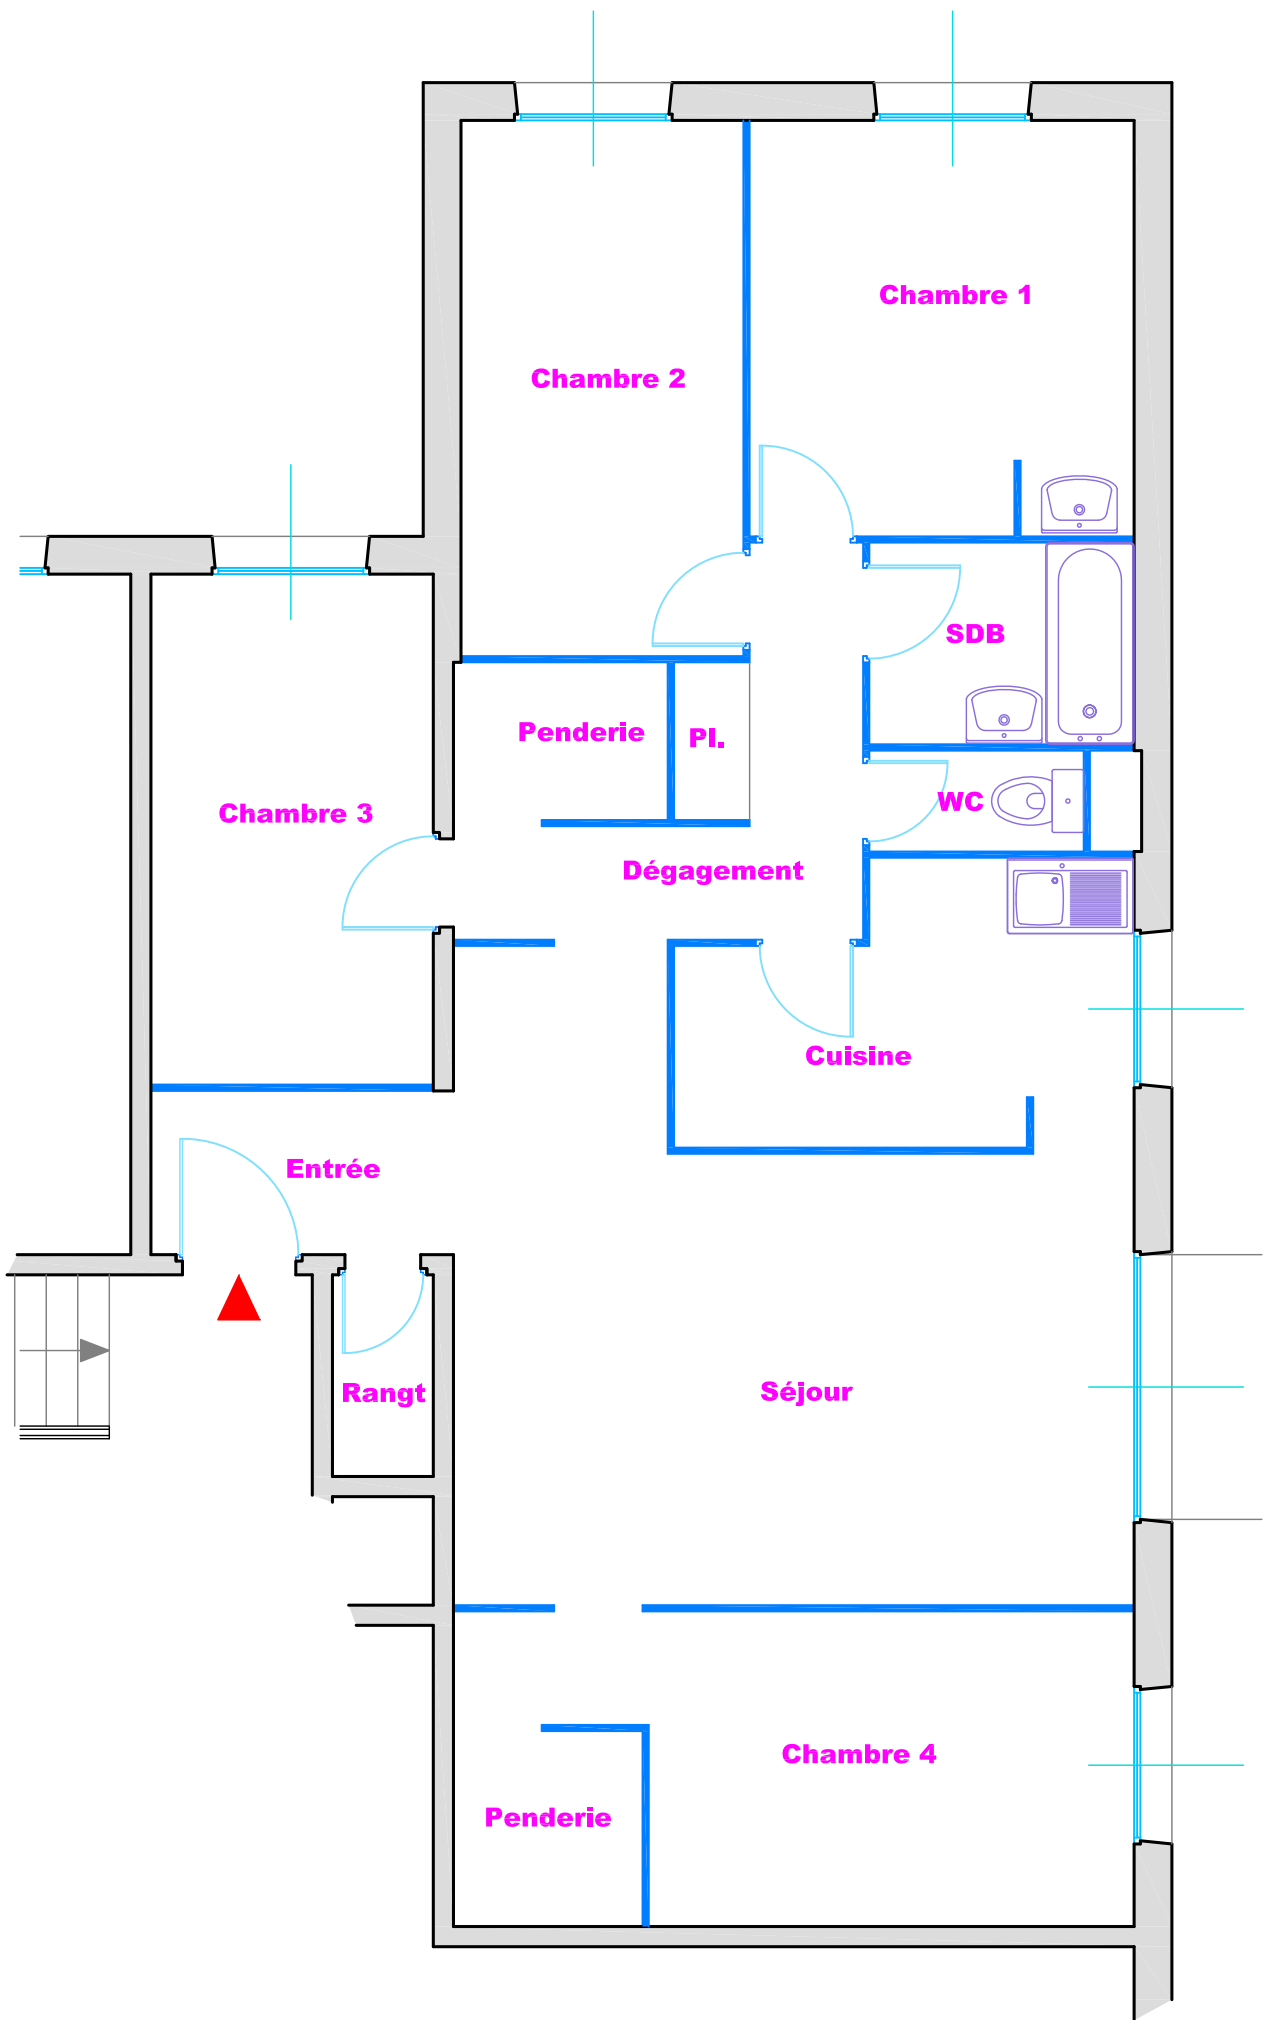 Chambre 1
Chambre 2
SDB
Penderie
Pl.
WC
Chambre 3
Dégagement
Cuisine
Entrée
Rangt
Séjour
Chambre 4
Penderie